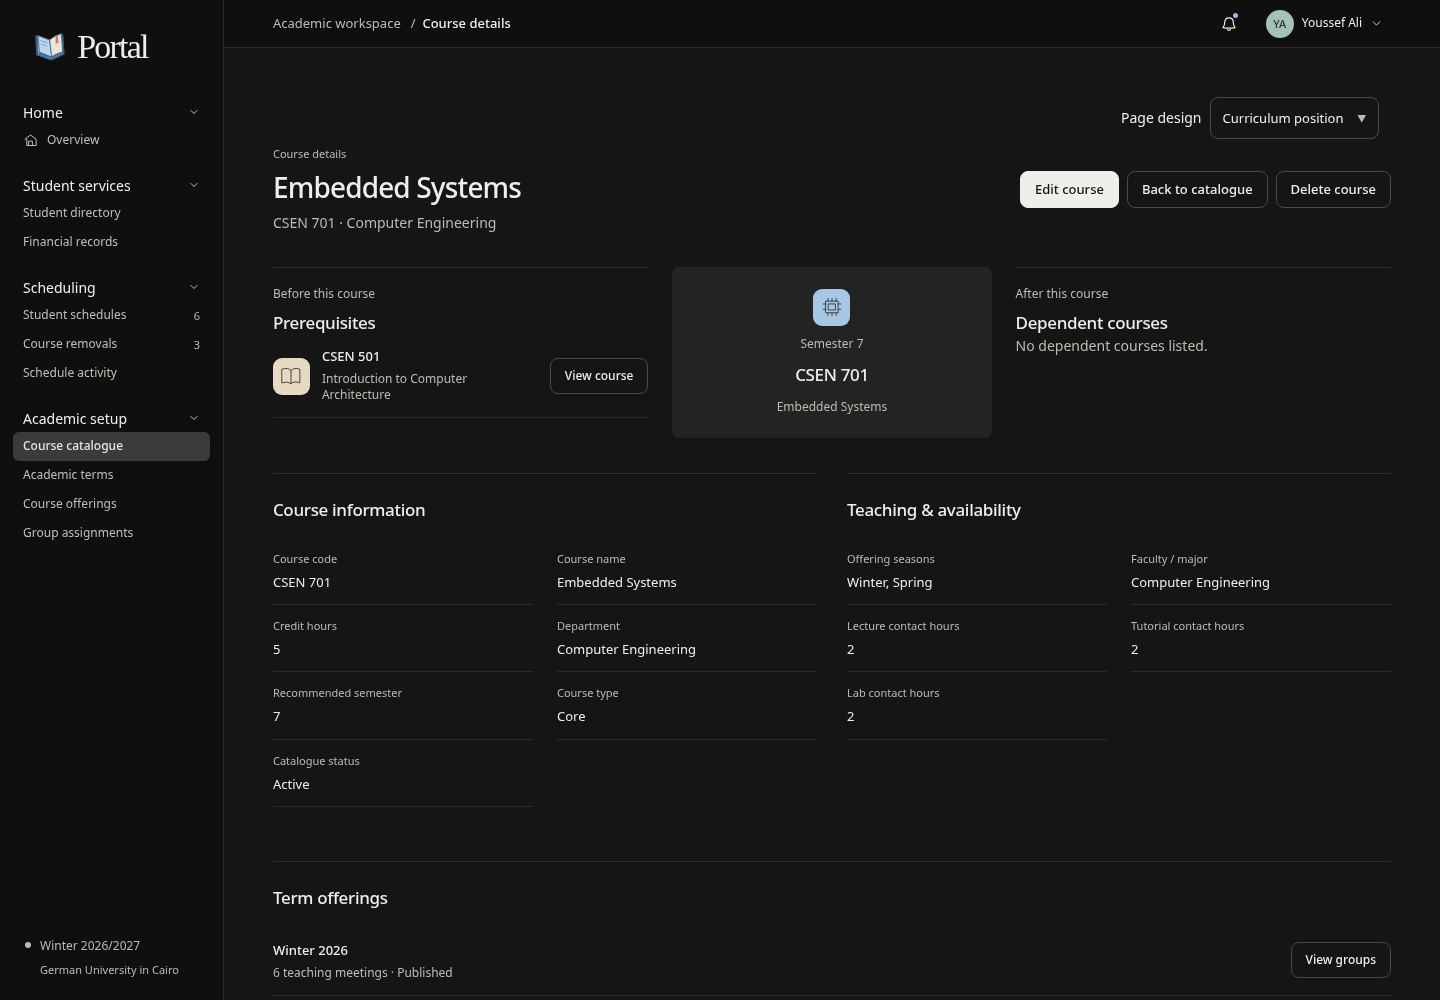 Portal
Home
Overview
Student services
Student directory
Financial records
Scheduling
Student schedules 6
Course removals 3
Schedule activity
Academic setup
Course catalogue
Academic terms
Course offerings
Group assignments
Winter 2026/2027
German University in Cairo
Academic workspace / Course details
YA Youssef Ali
Page design Curriculum position
Course details
Embedded Systems
CSEN 701 · Computer Engineering
Edit course
Back to catalogue
Delete course
Before this course
Prerequisites
CSEN 501
Introduction to Computer
Architecture
View course
Semester 7
CSEN 701
Embedded Systems
After this course
Dependent courses
No dependent courses listed.
Course information
Course code
CSEN 701
Course name
Embedded Systems
Credit hours
5
Department
Computer Engineering
Recommended semester
7
Course type
Core
Catalogue status
Active
Teaching & availability
Offering seasons
Winter, Spring
Faculty / major
Computer Engineering
Lecture contact hours
2
Tutorial contact hours
2
Lab contact hours
2
Term offerings
Winter 2026
6 teaching meetings · Published
View groups